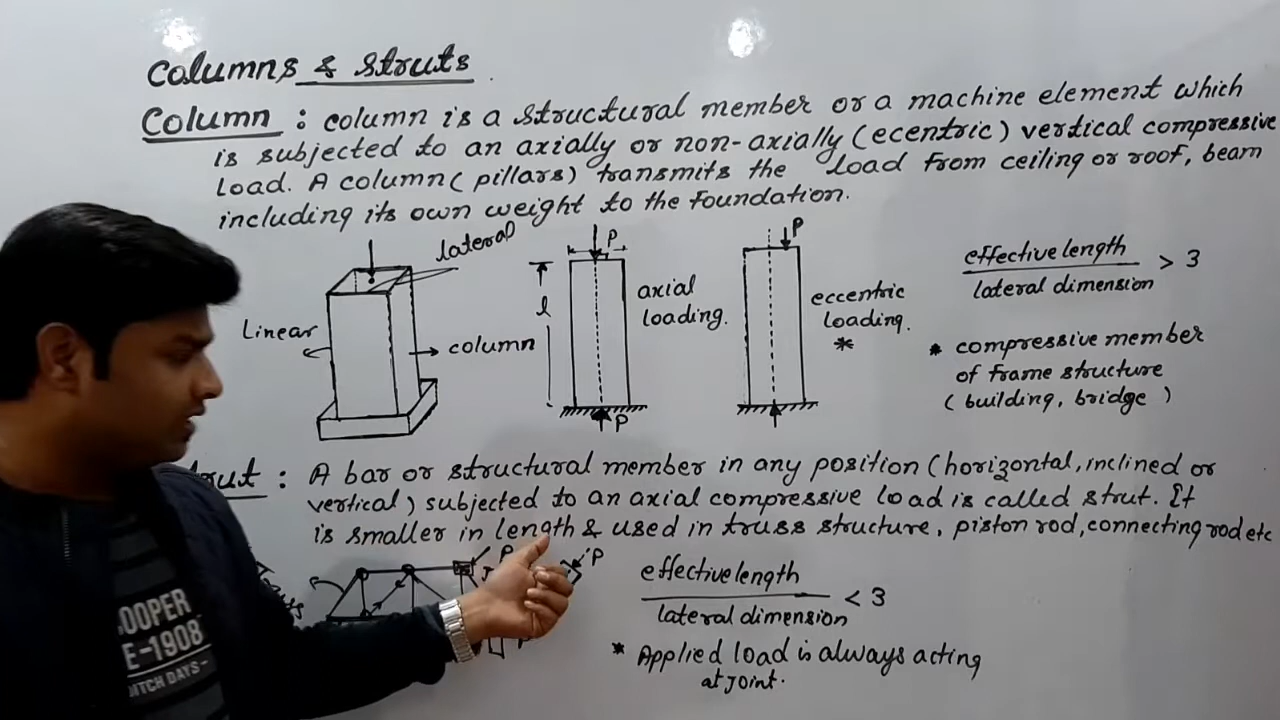 Columns & Struts
Column : column is a structural member or a machine element which
is subjected to an axially or non-axially (ecentric) vertical compressive
load. A column( pillars) transmits the load from ceiling or roof, beam
including its own weight to the foundation.
lateral
Linear
column
P
l
axial
loading.
P
P
eccentric
loading.
*
effective length
lateral dimension
> 3
* compressive member
of frame structure
( building, bridge )
rut : A bar or structural member in any position (horizontal, inclined or
vertical) subjected to an axial compressive load is called strut. It
is smaller in length & used in truss structure, piston rod, connecting rod etc
P
P
effective length
lateral dimension
< 3
* Applied load is always acting
at joint.
COOPER
E-1908
DITCH DAYS-